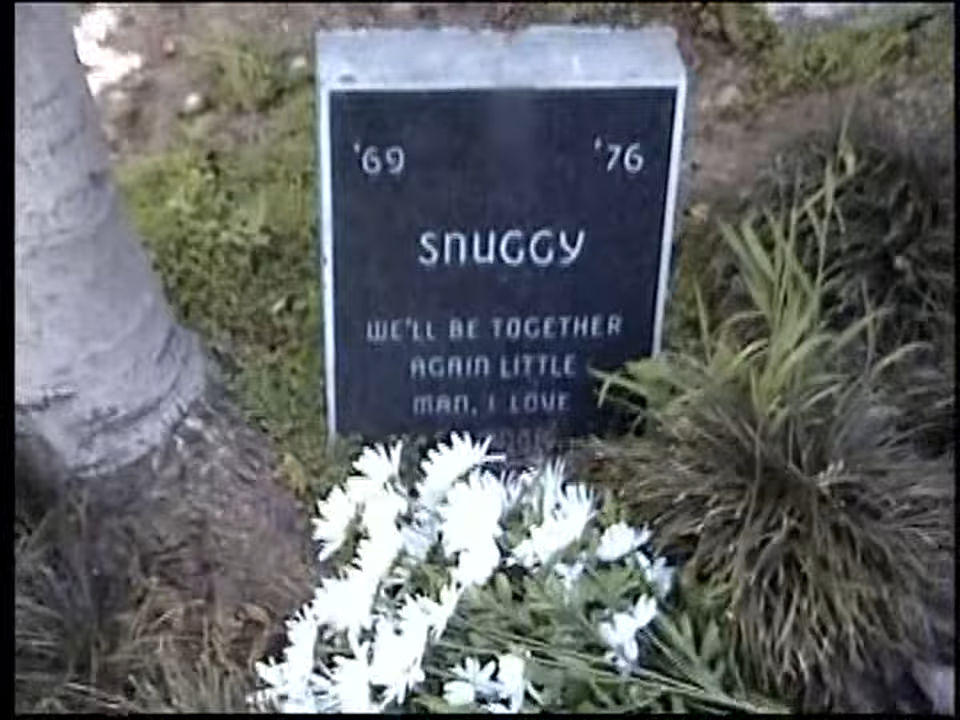 '69 '76
SNUGGY
WE'LL BE TOGETHER
AGAIN LITTLE
MAN, I LOVE